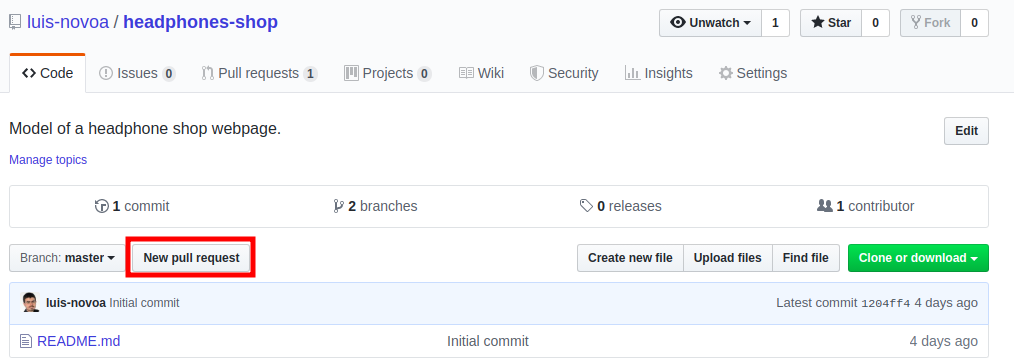 luis-novoa / headphones-shop Unwatch 1 Star 0 Fork 0
Code Issues 0 Pull requests 1 Projects 0 Wiki Security Insights Settings
Model of a headphone shop webpage. Edit
Manage topics
1 commit 2 branches 0 releases 1 contributor
Branch: master New pull request Create new file Upload files Find file Clone or download
luis-novoa Initial commit Latest commit 1204ff4 4 days ago
README.md Initial commit 4 days ago